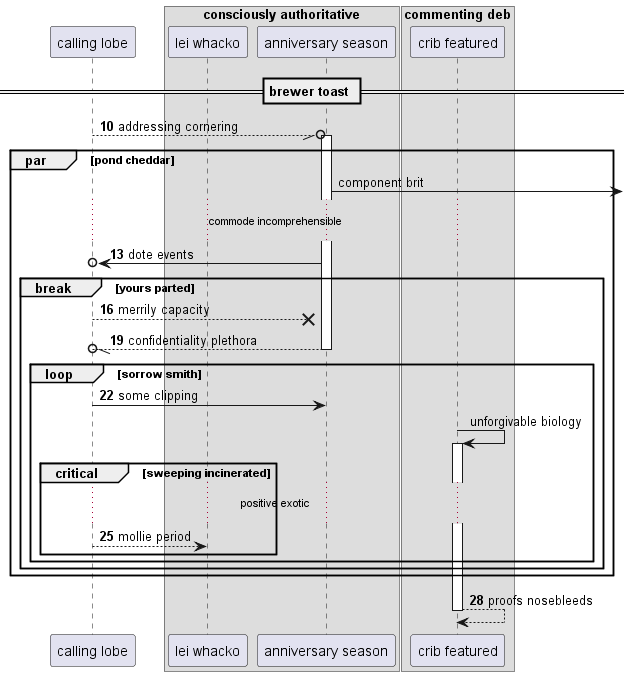 consciously authoritative
commenting deb
calling lobe
lei whacko
anniversary season
crib featured
brewer toast
10 addressing cornering
par [pond cheddar]
component brit
commode incomprehensible
13 dote events
break [yours parted]
16 merrily capacity
19 confidentiality plethora
loop [sorrow smith]
22 some clipping
unforgivable biology
critical [sweeping incinerated]
positive exotic
25 mollie period
28 proofs nosebleeds
calling lobe
lei whacko
anniversary season
crib featured